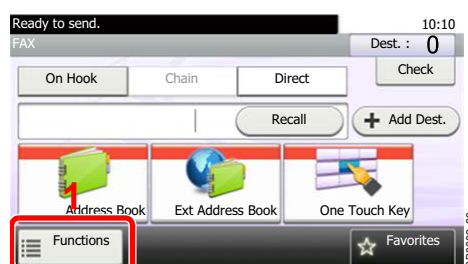 Ready to send.
10:10
FAX
Dest. : 0
On Hook
Chain
Direct
Check
Recall
Add Dest.
1
Address Book
Ext Address Book
One Touch Key
Functions
Favorites